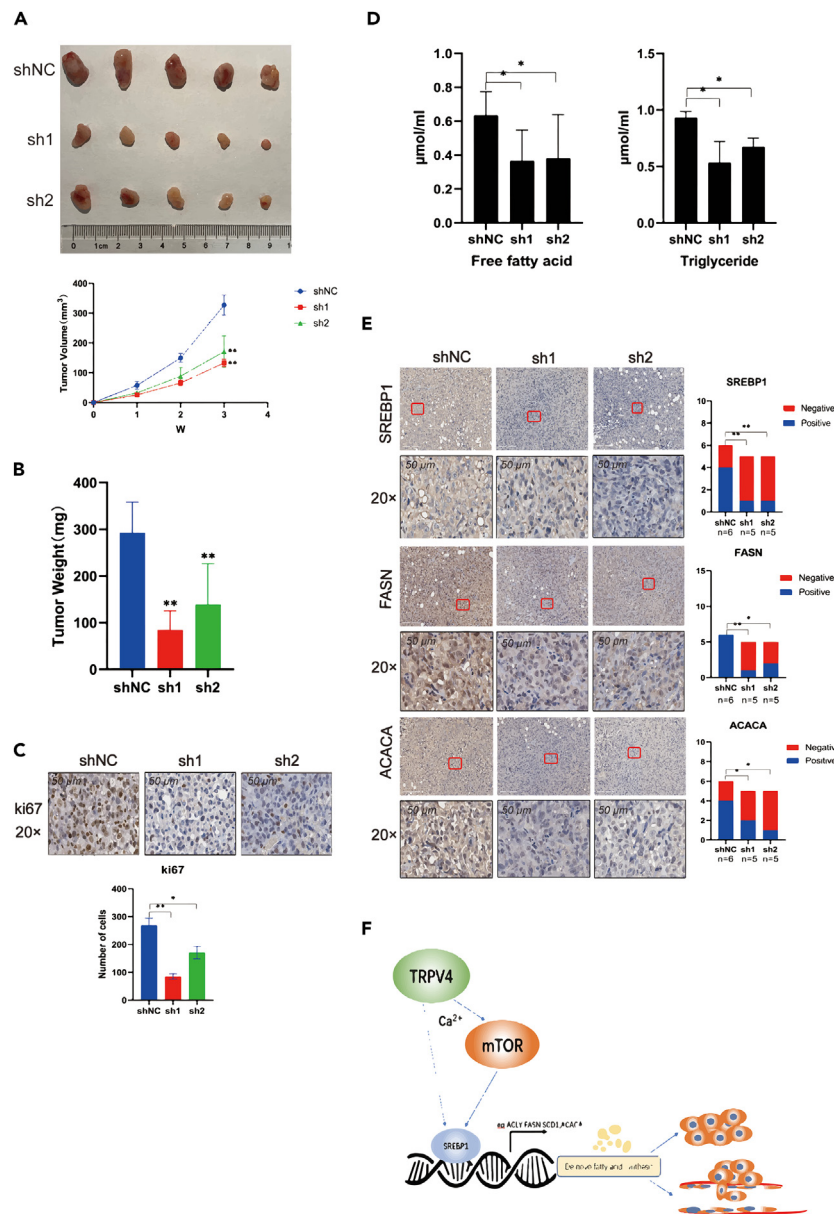 A
shNC
sh1
sh2
0 1cm 2 3 4 5 6 7 8 9 10
Tumor Volume (mm³)
400
300
200
100
0
0 1 2 3 4
W
shNC
sh1
sh2
**
**
B
Tumor Weight (mg)
400
300
200
100
0
** **
shNC sh1 sh2
C
shNC sh1 sh2
ki67
20×
50 μm 50 μm 50 μm
ki67
Number of cells
400
300
200
100
0
*
**
shNC sh1 sh2
D
μmol/ml
1.0
0.8
0.6
0.4
0.2
0.0
*
*
shNC sh1 sh2
Free fatty acid
μmol/ml
1.5
1.0
0.5
0.0
*
*
shNC sh1 sh2
Triglyceride
E
shNC sh1 sh2
SREBP1
20×
50 μm 50 μm 50 μm
SREBP1
Negative
Positive
10
8
6
4
2
0
**
**
shNC sh1 sh2
n=6 n=5 n=5
FASN
20×
50 μm 50 μm 50 μm
FASN
Negative
Positive
15
10
5
0
*
**
shNC sh1 sh2
n=6 n=5 n=5
ACACA
20×
50 μm 50 μm 50 μm
ACACA
Negative
Positive
10
8
6
4
2
0
*
*
shNC sh1 sh2
n=6 n=5 n=5
F
TRPV4
Ca²⁺
mTOR
SREBP1
ACLY FASN SCD1,ACACA
fatty acid